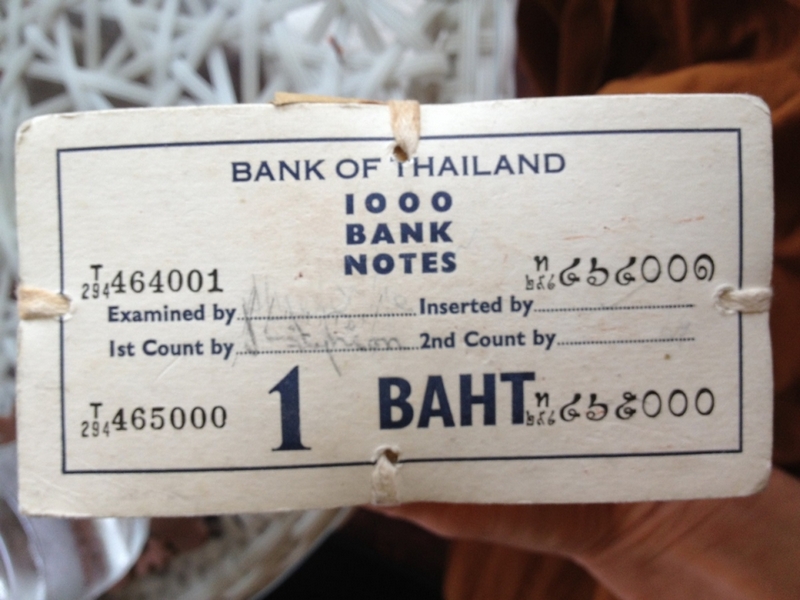 BANK OF THAILAND
1000
BANK
NOTES
T
294 464001
ท
๒๙๔ ๔๖๔๐๐๑
Examined by Inserted by
1st Count by 2nd Count by
T
294 465000
1 BAHT
ท
๒๙๔ ๔๖๕๐๐๐